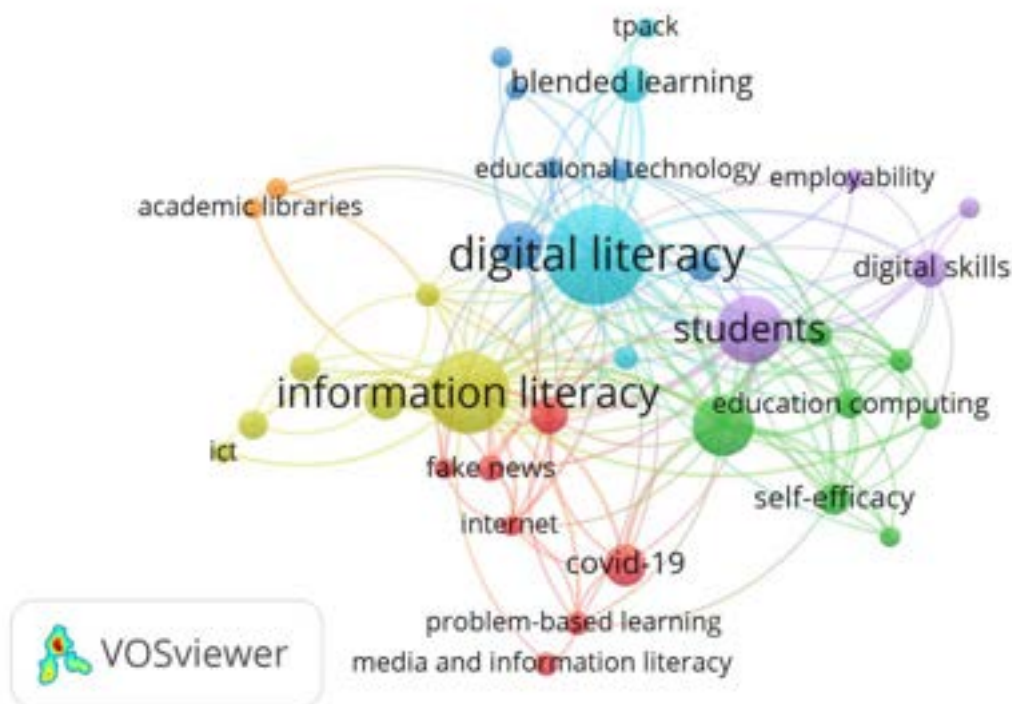 tpack
blended learning
educational technology
employability
academic libraries
digital literacy
digital skills
students
information literacy
education computing
ict
fake news
self-efficacy
internet
covid-19
problem-based learning
media and information literacy
VOSviewer